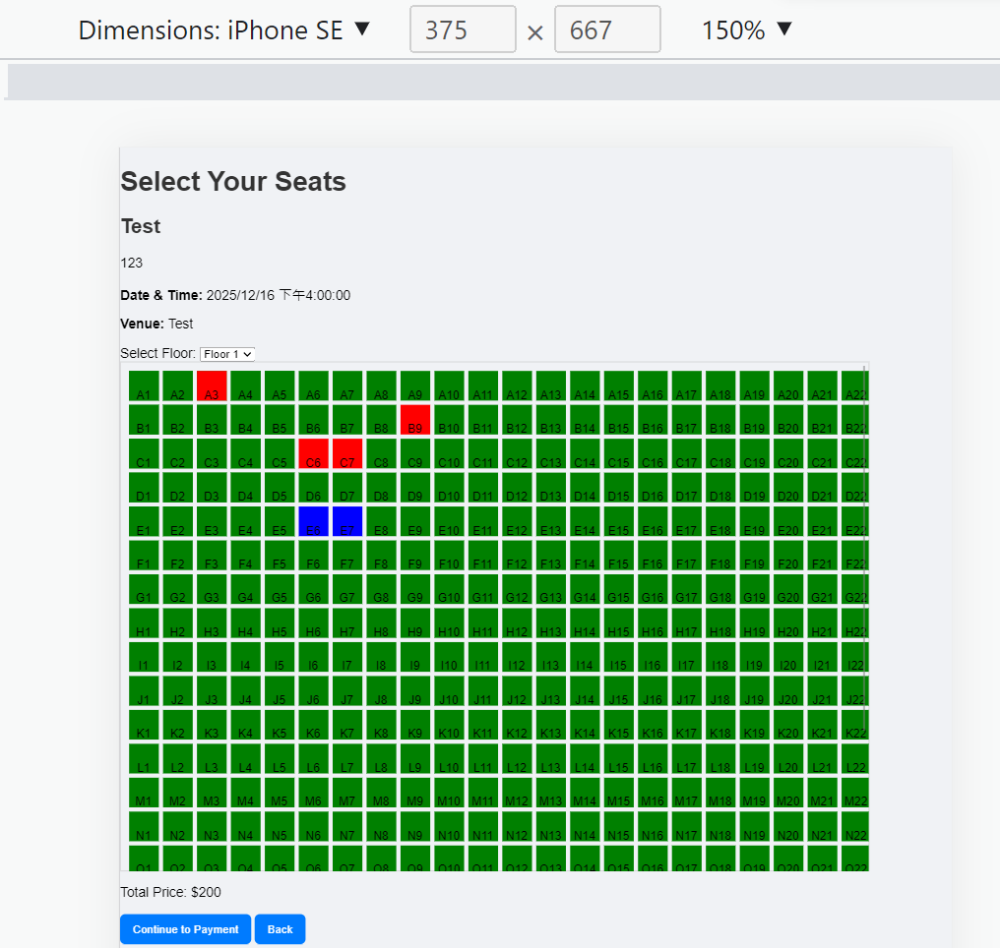 Dimensions: iPhone SE ▼ 375 × 667 150% ▼
Select Your Seats
Test
123
Date & Time: 2025/12/16 下午4:00:00
Venue: Test
Select Floor: Floor 1
A1 A2 A3 A4 A5 A6 A7 A8 A9 A10 A11 A12 A13 A14 A15 A16 A17 A18 A19 A20 A21 A22
B1 B2 B3 B4 B5 B6 B7 B8 B9 B10 B11 B12 B13 B14 B15 B16 B17 B18 B19 B20 B21 B22
C1 C2 C3 C4 C5 C6 C7 C8 C9 C10 C11 C12 C13 C14 C15 C16 C17 C18 C19 C20 C21 C22
D1 D2 D3 D4 D5 D6 D7 D8 D9 D10 D11 D12 D13 D14 D15 D16 D17 D18 D19 D20 D21 D22
E1 E2 E3 E4 E5 E6 E7 E8 E9 E10 E11 E12 E13 E14 E15 E16 E17 E18 E19 E20 E21 E22
F1 F2 F3 F4 F5 F6 F7 F8 F9 F10 F11 F12 F13 F14 F15 F16 F17 F18 F19 F20 F21 F22
G1 G2 G3 G4 G5 G6 G7 G8 G9 G10 G11 G12 G13 G14 G15 G16 G17 G18 G19 G20 G21 G22
H1 H2 H3 H4 H5 H6 H7 H8 H9 H10 H11 H12 H13 H14 H15 H16 H17 H18 H19 H20 H21 H22
I1 I2 I3 I4 I5 I6 I7 I8 I9 I10 I11 I12 I13 I14 I15 I16 I17 I18 I19 I20 I21 I22
J1 J2 J3 J4 J5 J6 J7 J8 J9 J10 J11 J12 J13 J14 J15 J16 J17 J18 J19 J20 J21 J22
K1 K2 K3 K4 K5 K6 K7 K8 K9 K10 K11 K12 K13 K14 K15 K16 K17 K18 K19 K20 K21 K22
L1 L2 L3 L4 L5 L6 L7 L8 L9 L10 L11 L12 L13 L14 L15 L16 L17 L18 L19 L20 L21 L22
M1 M2 M3 M4 M5 M6 M7 M8 M9 M10 M11 M12 M13 M14 M15 M16 M17 M18 M19 M20 M21 M22
N1 N2 N3 N4 N5 N6 N7 N8 N9 N10 N11 N12 N13 N14 N15 N16 N17 N18 N19 N20 N21 N22
O1 O2 O3 O4 O5 O6 O7 O8 O9 O10 O11 O12 O13 O14 O15 O16 O17 O18 O19 O20 O21 O22
Total Price: $200
Continue to Payment Back